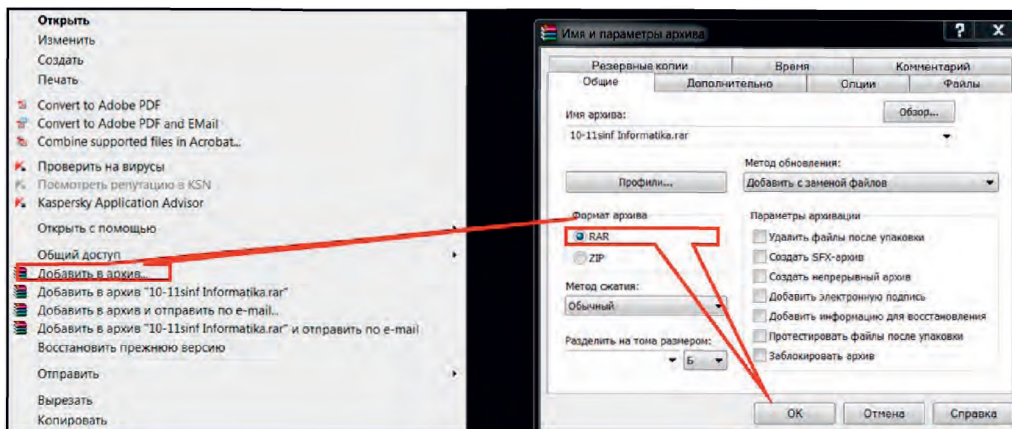 Открыть
Изменить
Создать
Печать
Convert to Adobe PDF
Convert to Adobe PDF and EMail
Combine supported files in Acrobat...
Проверить на вирусы
Посмотреть репутацию в KSN
Kaspersky Application Advisor
Открыть с помощью
Общий доступ
Добавить в архив...
Добавить в архив "10-11sinf Informatika.rar"
Добавить в архив и отправить по e-mail...
Добавить в архив "10-11sinf Informatika.rar" и отправить по e-mail
Восстановить прежнюю версию
Отправить
Вырезать
Копировать
Имя и параметры архива
? X
Резервные копии Время Комментарий
Общие Дополнительно Опции Файлы
Имя архива:
Обзор...
10-11sinf Informatika.rar
Метод обновления:
Профили...
Добавить с заменой файлов
Формат архива
RAR
ZIP
Метод сжатия:
Обычный
Разделить на тома размером:
Б
Параметры архивации
Удалить файлы после упаковки
Создать SFX-архив
Создать непрерывный архив
Добавить электронную подпись
Добавить информацию для восстановления
Протестировать файлы после упаковки
Заблокировать архив
OK Отмена Справка